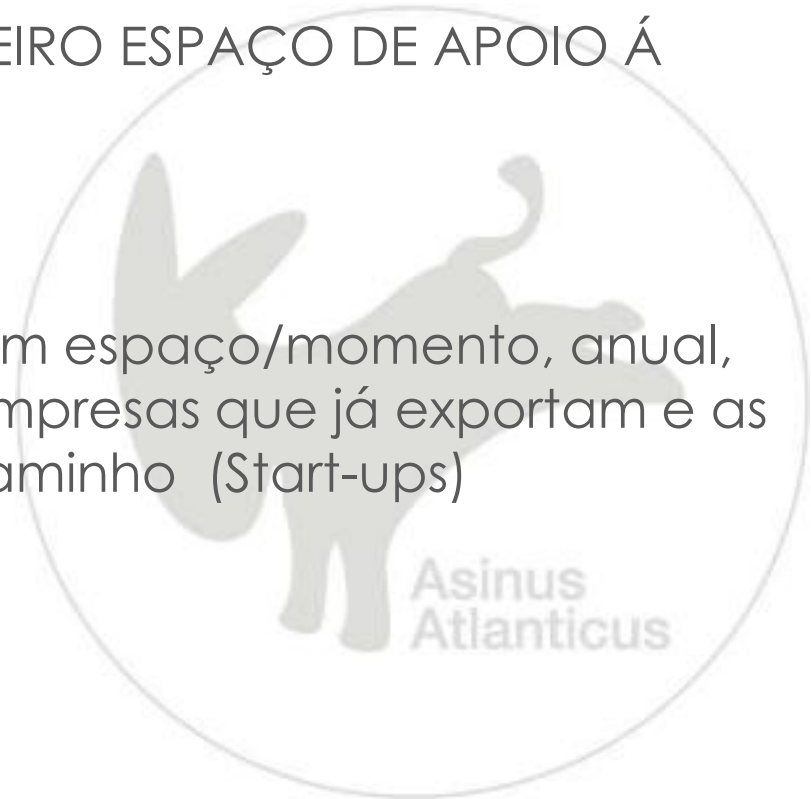 EIRO ESPAÇO DE APOIO Á
m espaço/momento, anual,
mpresas que já exportam e as
aminho (Start-ups)
Asinus
Atlanticus